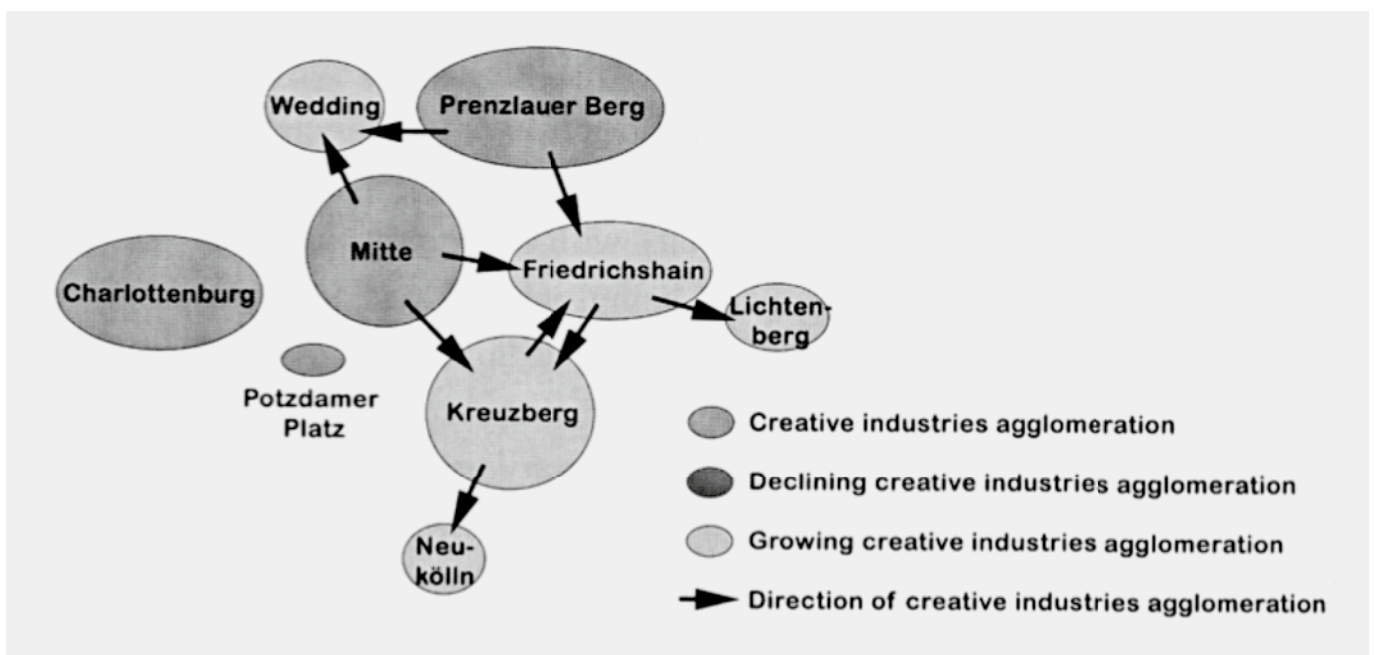 Wedding
Prenzlauer Berg
Mitte
Charlottenburg
Friedrichshain
Lichten-
berg
Potzdamer
Platz
Kreuzberg
Neu-
kölln
Creative industries agglomeration
Declining creative industries agglomeration
Growing creative industries agglomeration
Direction of creative industries agglomeration